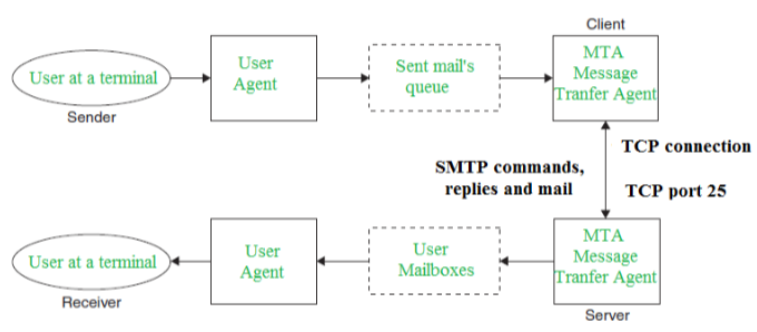 Client
User at a terminal
Sender
User
Agent
Sent mail's
queue
MTA
Message
Tranfer Agent
TCP connection
SMTP commands,
replies and mail
TCP port 25
User at a terminal
Receiver
User
Agent
User
Mailboxes
MTA
Message
Tranfer Agent
Server